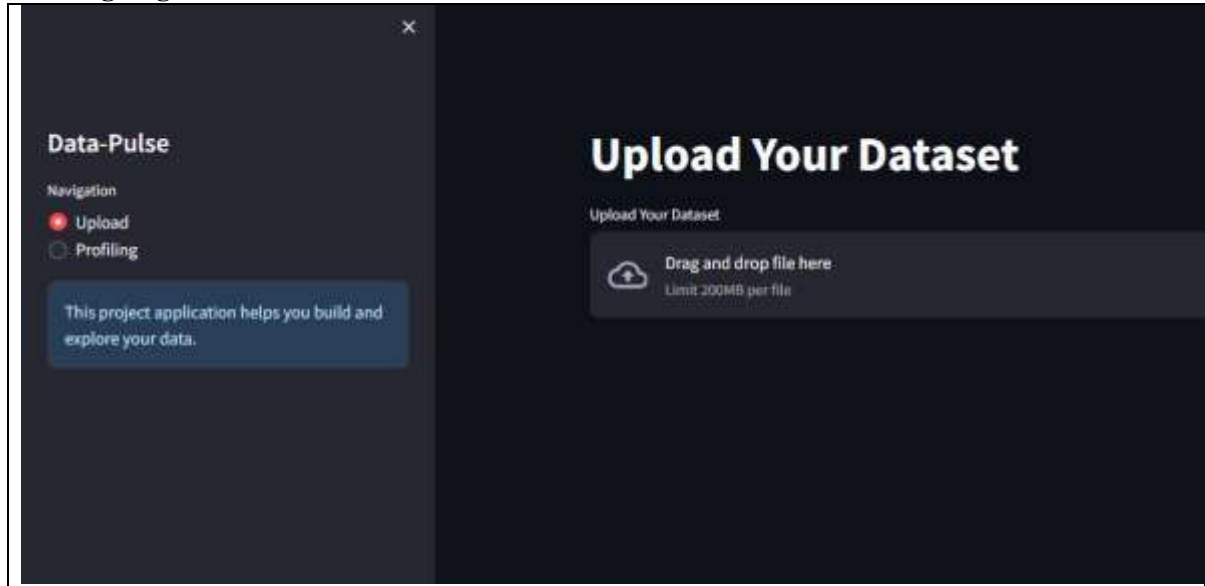 Data-Pulse
Navigation
Upload
Profiling
This project application helps you build and
explore your data.
Upload Your Dataset
Upload Your Dataset
Drag and drop file here
Limit 200MB per file